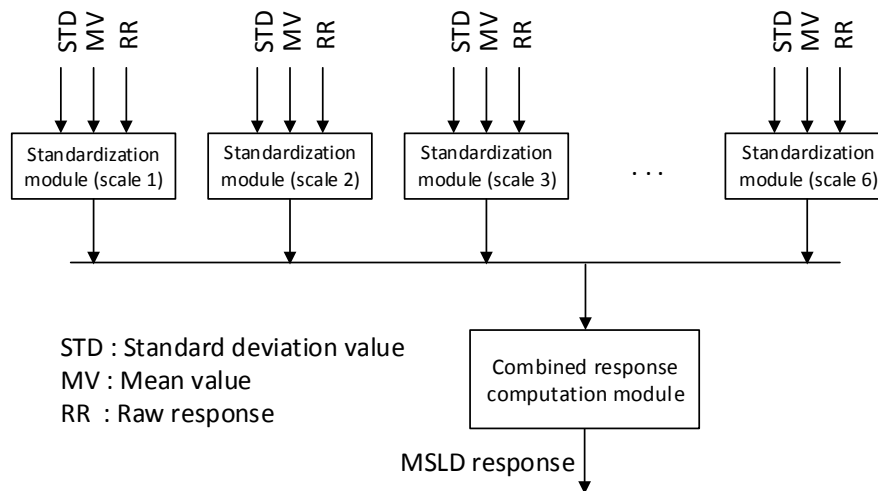 STD MV RR STD MV RR STD MV RR STD MV RR
Standardization
module (scale 1)
Standardization
module (scale 2)
Standardization
module (scale 3)
. . .
Standardization
module (scale 6)
STD : Standard deviation value
MV : Mean value
RR : Raw response
Combined response
computation module
MSLD response